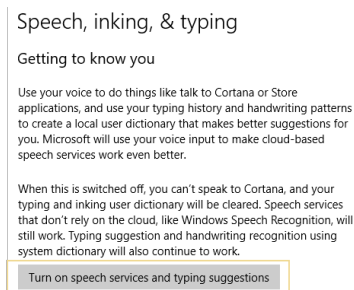 Speech, inking, & typing
Getting to know you
Use your voice to do things like talk to Cortana or Store
applications, and use your typing history and handwriting patterns
to create a local user dictionary that makes better suggestions for
you. Microsoft will use your voice input to make cloud-based
speech services work even better.
When this is switched off, you can't speak to Cortana, and your
typing and inking user dictionary will be cleared. Speech services
that don't rely on the cloud, like Windows Speech Recognition, will
still work. Typing suggestion and handwriting recognition using
system dictionary will also continue to work.
Turn on speech services and typing suggestions